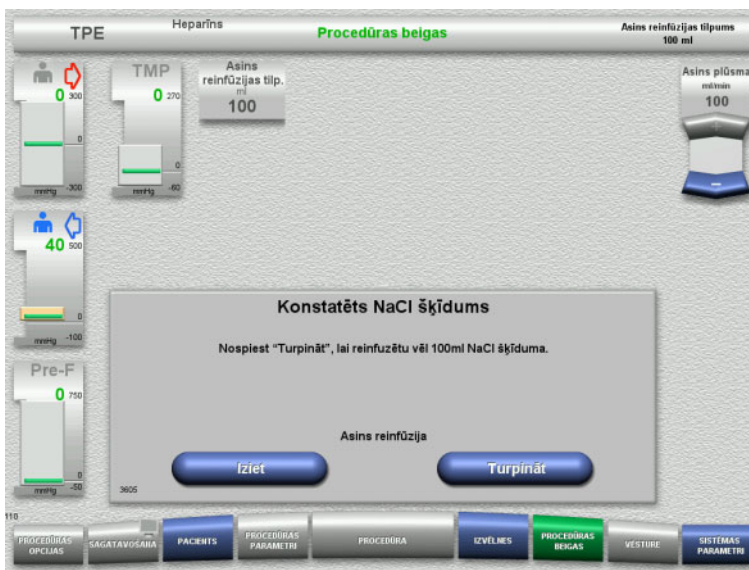 TPE
Heparīns
Procedūras beigas
Asins reinfūzijas tilpums
100 ml
0 300
0
mmHg -300
TMP
0 270
0
mmHg -60
Asins
reinfūzijas tilp.
ml
100
Asins plūsma
ml/min
100
+
-
40 500
0
mmHg -100
Pre-F
0 750
0
mmHg -50
Konstatēts NaCl šķīdums
Nospiest "Turpināt", lai reinfuzētu vēl 100ml NaCl šķīduma.
Asins reinfūzija
Iziet
Turpināt
3605
110
PROCEDŪRAS
OPCIJAS
SAGATAVOŠANA
PACIENTS
PROCEDŪRAS
PARAMETRI
PROCEDŪRA
IZVĒLNES
PROCEDŪRAS
BEIGAS
VĒSTURE
SISTĒMAS
PARAMETRI